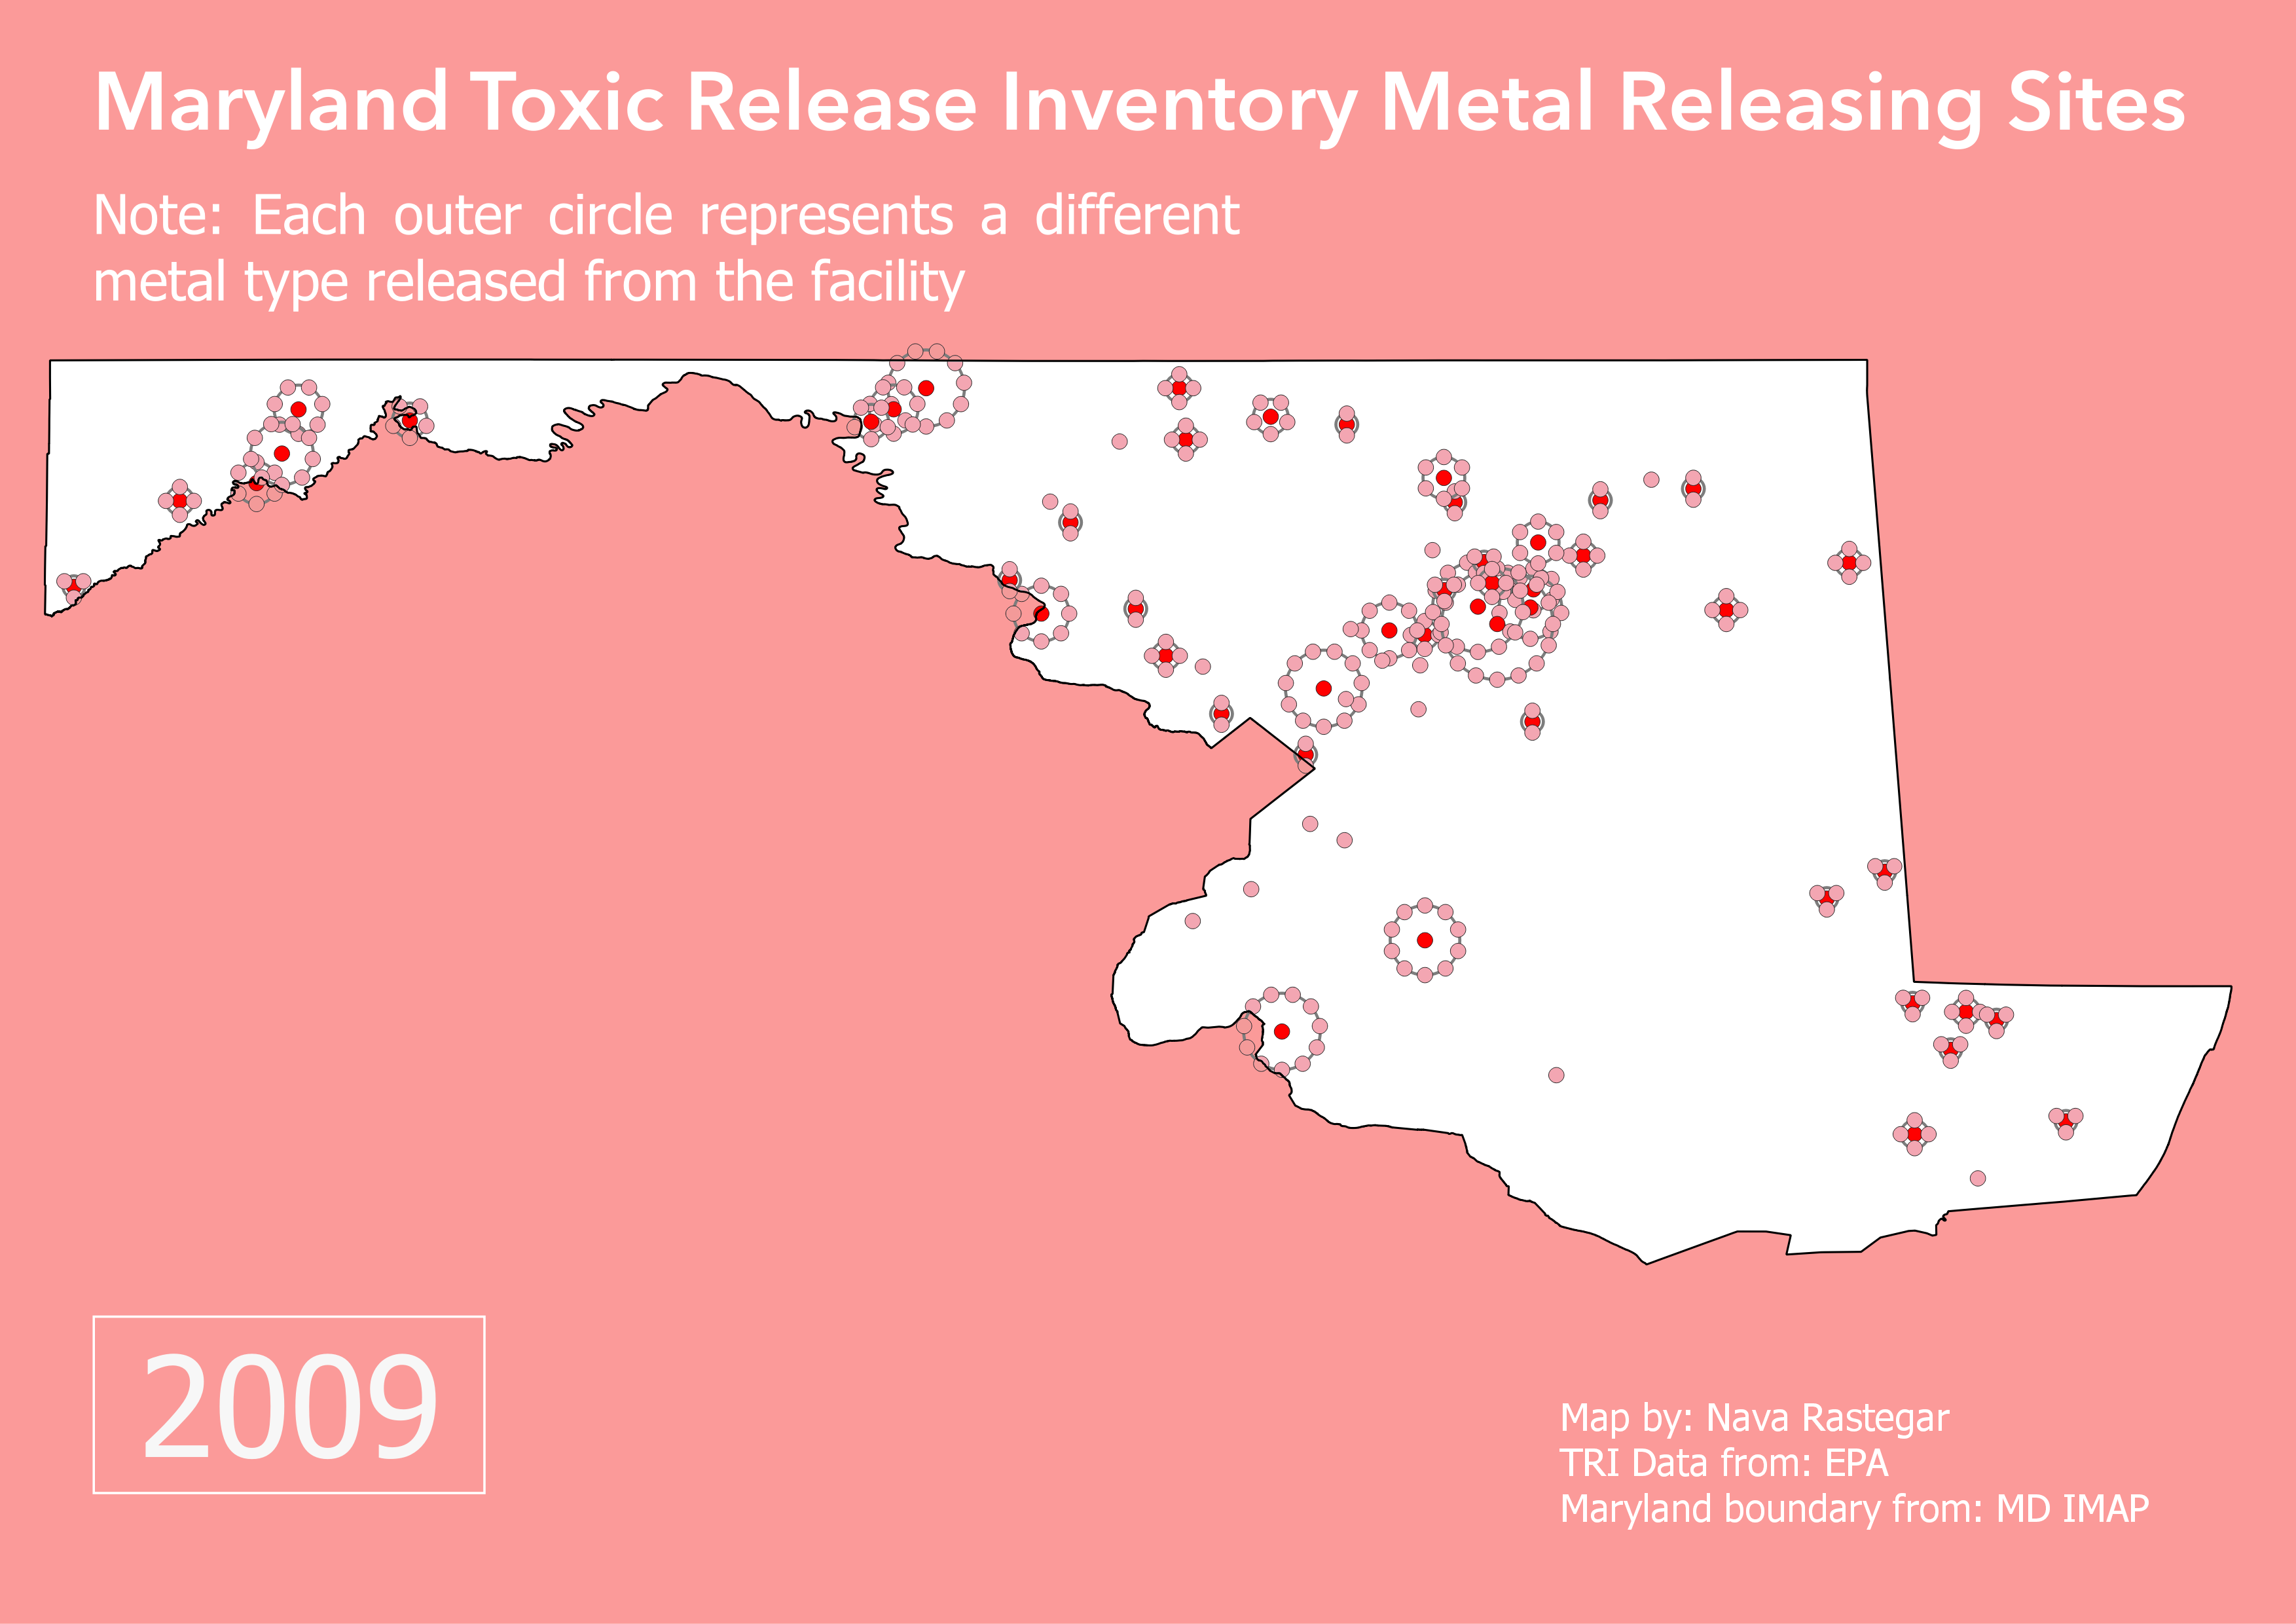 Maryland Toxic Release Inventory Metal Releasing Sites
Note: Each outer circle represents a different
metal type released from the facility
2009
Map by: Nava Rastegar
TRI Data from: EPA
Maryland boundary from: MD IMAP